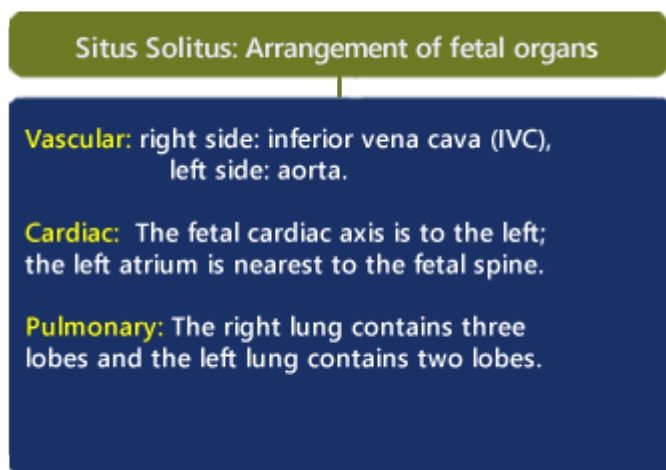 Situs Solitus: Arrangement of fetal organs
Vascular: right side: inferior vena cava (IVC),
left side: aorta.
Cardiac: The fetal cardiac axis is to the left;
the left atrium is nearest to the fetal spine.
Pulmonary: The right lung contains three
lobes and the left lung contains two lobes.